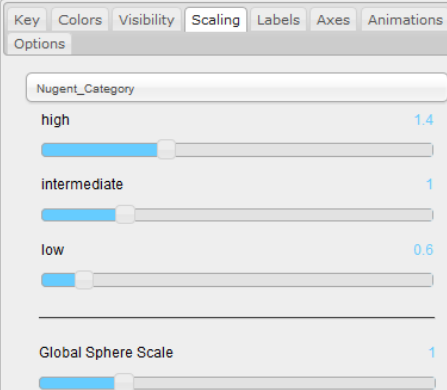 Key Colors Visibility Scaling Labels Axes Animations
Options
Nugent_Category
high 1.4
intermediate 1
low 0.6
Global Sphere Scale 1